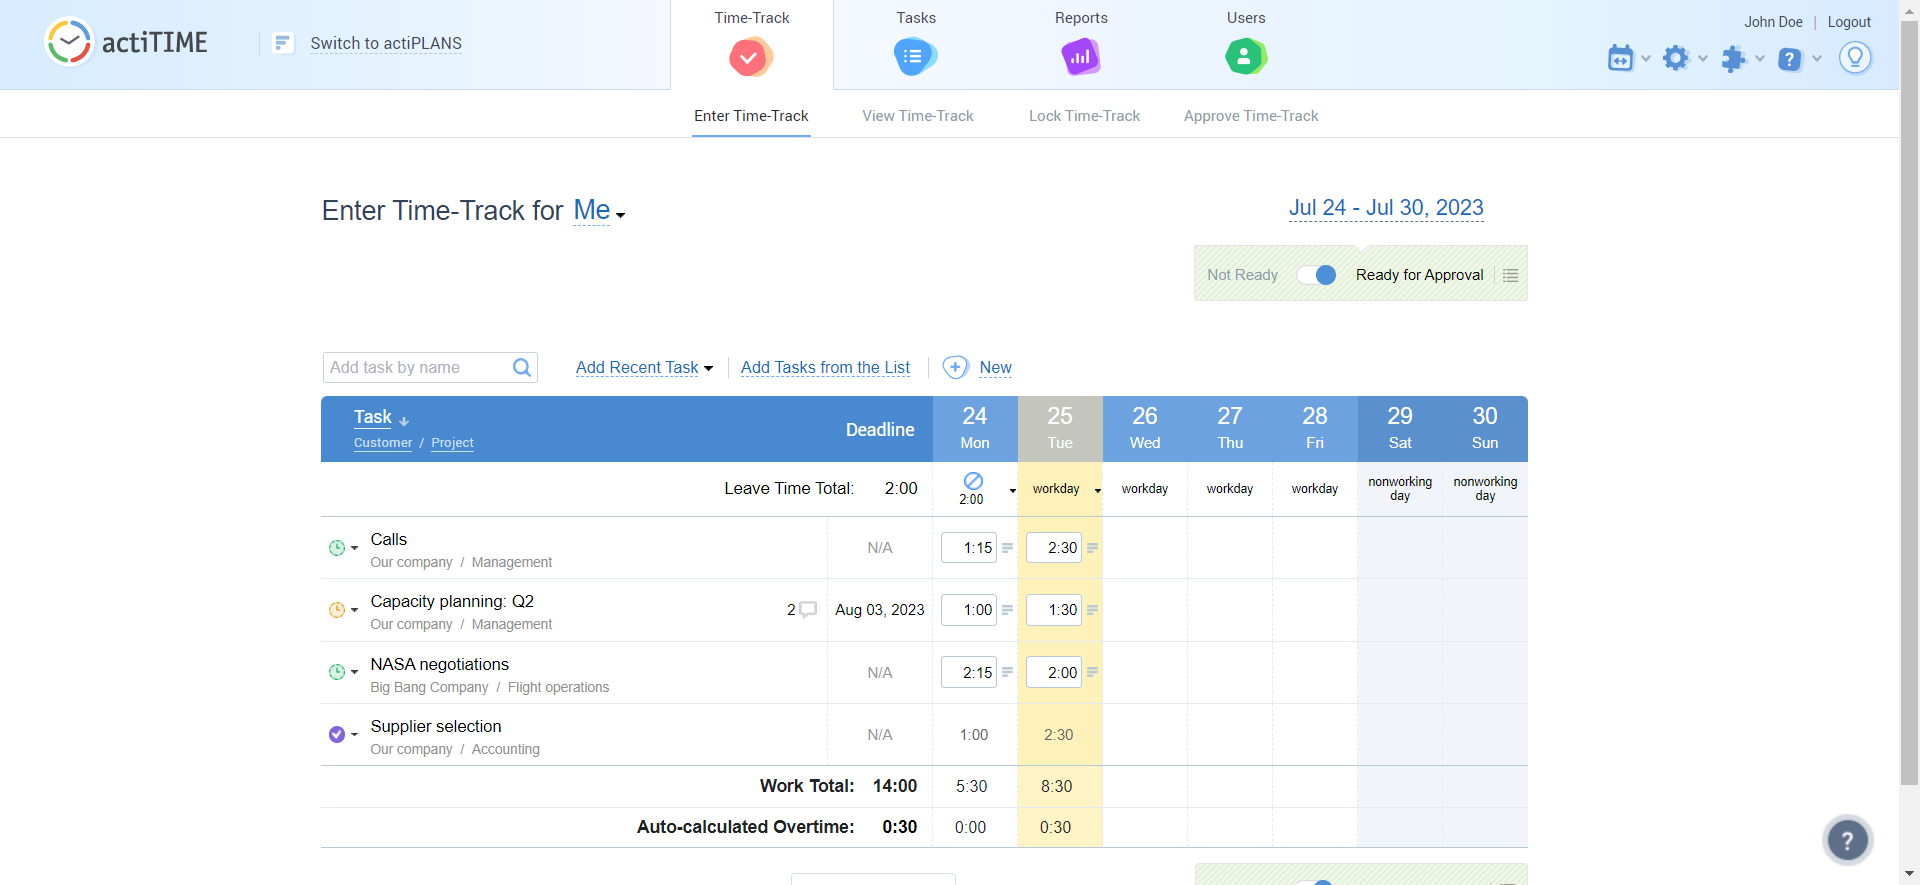 actiTIME
Switch to actiPLANS
Time-Track
Tasks
Reports
Users
John Doe | Logout
Enter Time-Track
View Time-Track
Lock Time-Track
Approve Time-Track
Enter Time-Track for Me
Jul 24 - Jul 30, 2023
Not Ready
Ready for Approval
Add task by name
Add Recent Task
Add Tasks from the List
New
Task
Customer / Project
Deadline
24 Mon
25 Tue
26 Wed
27 Thu
28 Fri
29 Sat
30 Sun
Leave Time Total: 2:00
2:00
workday
workday
workday
workday
nonworking
day
nonworking
day
Calls
Our company / Management
N/A 1:15 2:30
Capacity planning: Q2
Our company / Management
2 Aug 03, 2023 1:00 1:30
NASA negotiations
Big Bang Company / Flight operations
N/A 2:15 2:00
Supplier selection
Our company / Accounting
N/A 1:00 2:30
Work Total: 14:00 5:30 8:30
Auto-calculated Overtime: 0:30 0:00 0:30
?